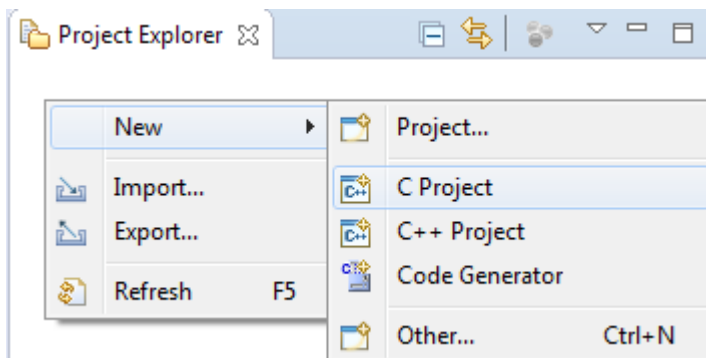 Project Explorer
New
Project...
Import...
C Project
Export...
C++ Project
Code Generator
Refresh F5
Other... Ctrl+N